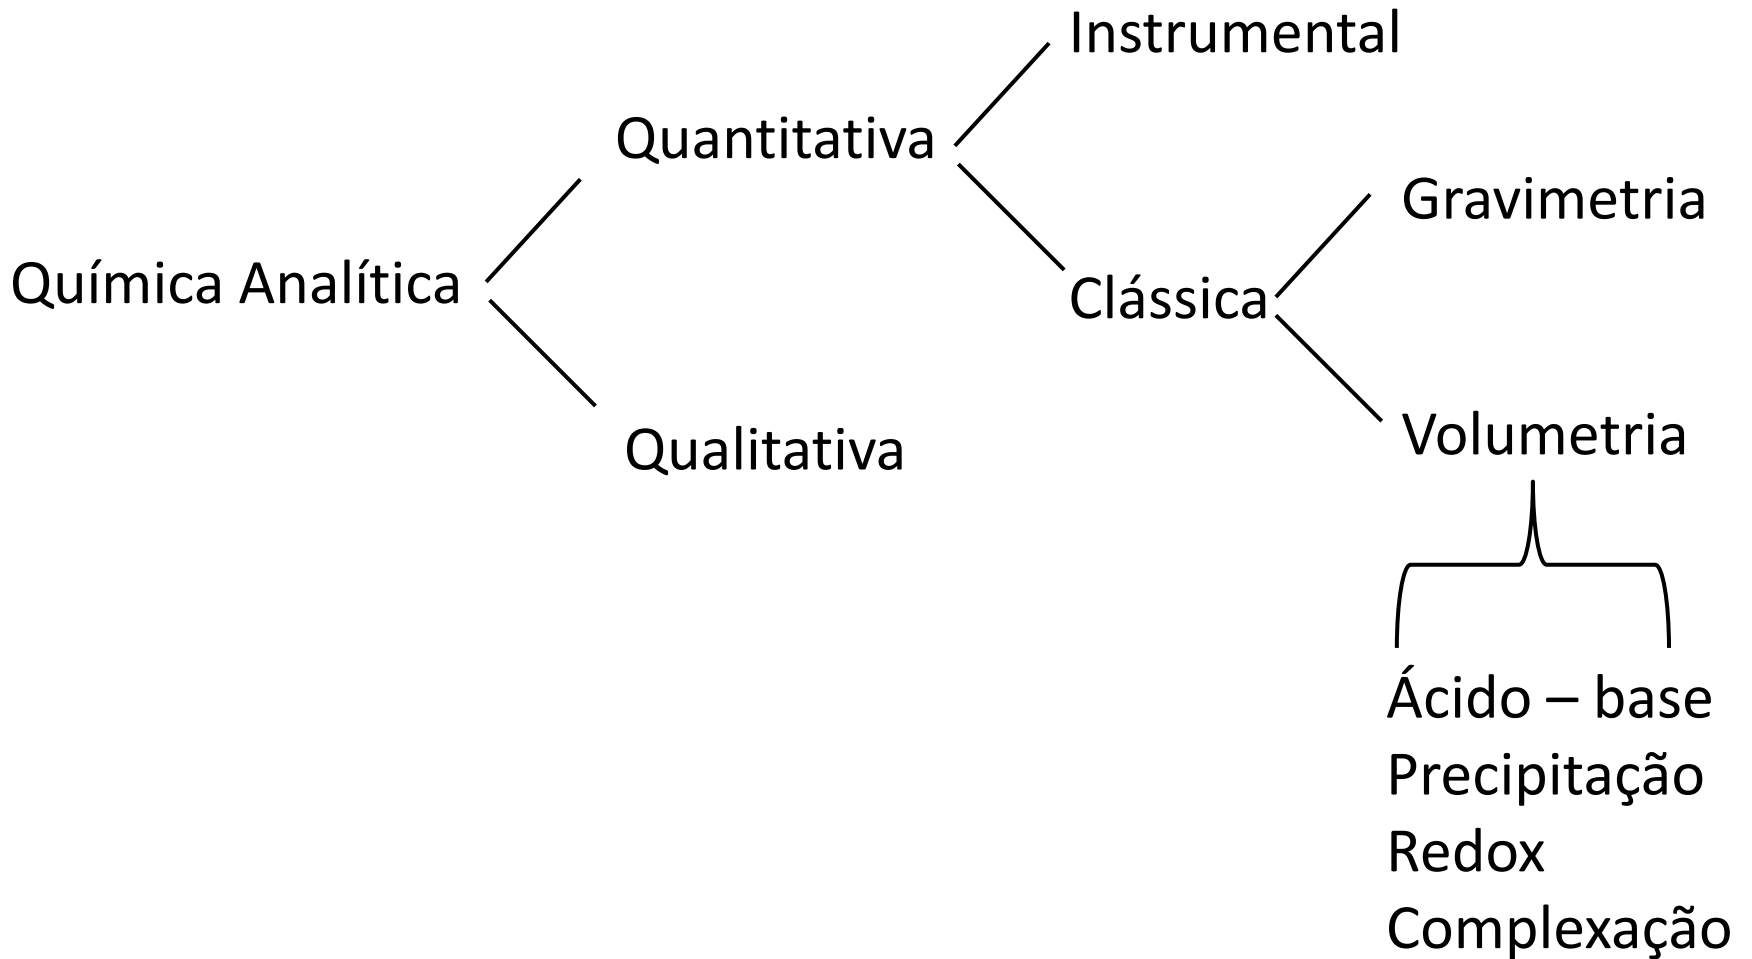 Instrumental
Quantitativa
Gravimetria
Química Analítica
Clássica
Volumetria
Qualitativa
Ácido – base
Precipitação
Redox
Complexação